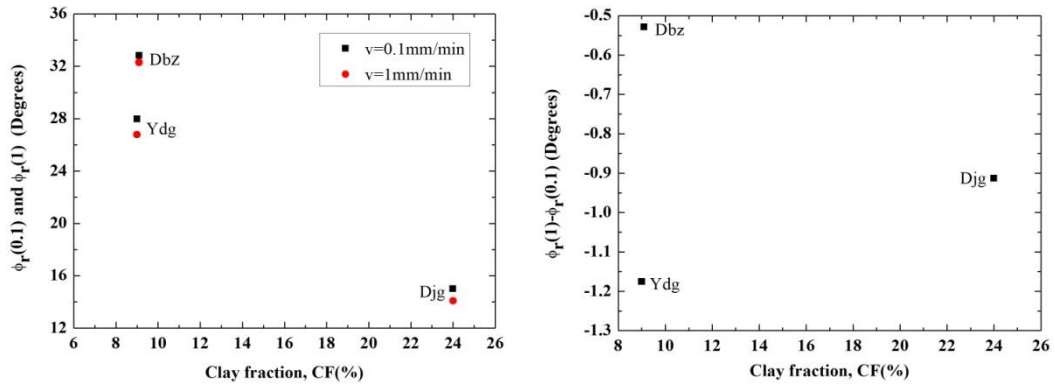 36
32
28
24
20
16
12
ϕr(0.1) and ϕr(1) (Degrees)
v=0.1mm/min
v=1mm/min
Dbz
Ydg
Djg
6 8 10 12 14 16 18 20 22 24 26
Clay fraction, CF(%)
-0.5
-0.6
-0.7
-0.8
-0.9
-1.0
-1.1
-1.2
-1.3
ϕr(1)-ϕr(0.1) (Degrees)
Dbz
Djg
Ydg
8 10 12 14 16 18 20 22 24 26
Clay fraction, CF(%)